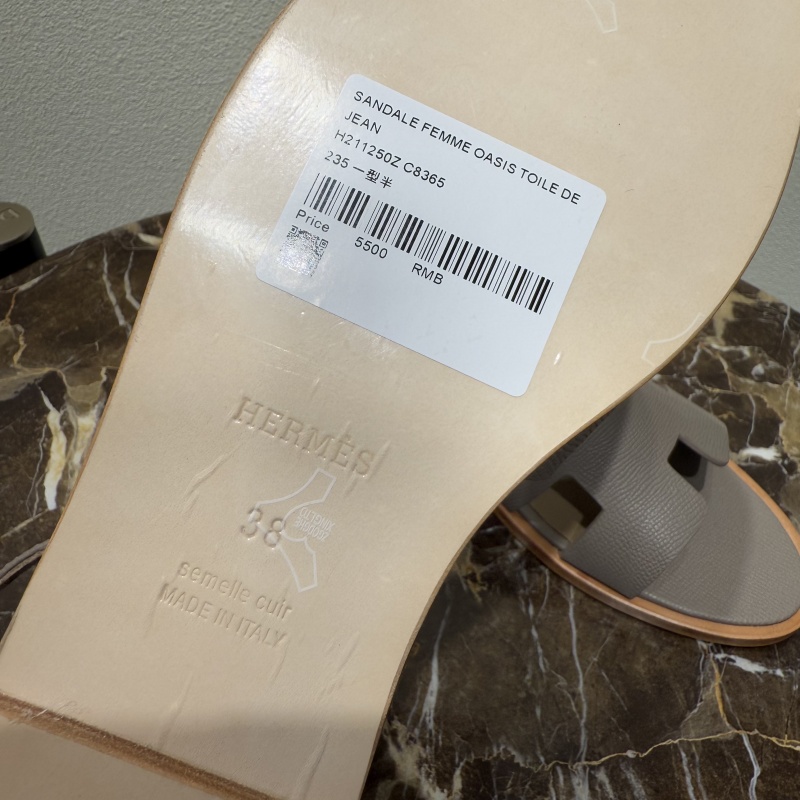 SANDALE FEMME OASIS TOILE DE
JEAN
H211250Z C8365
235 一型半
Price 5500 RMB
HERMÈS
38
semelle cuir
MADE IN ITALY